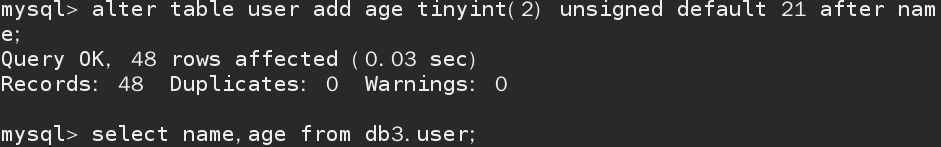 mysql> alter table user add age tinyint(2) unsigned default 21 after nam
e;
Query OK, 48 rows affected (0.03 sec)
Records: 48  Duplicates: 0  Warnings: 0
mysql> select name,age from db3.user;